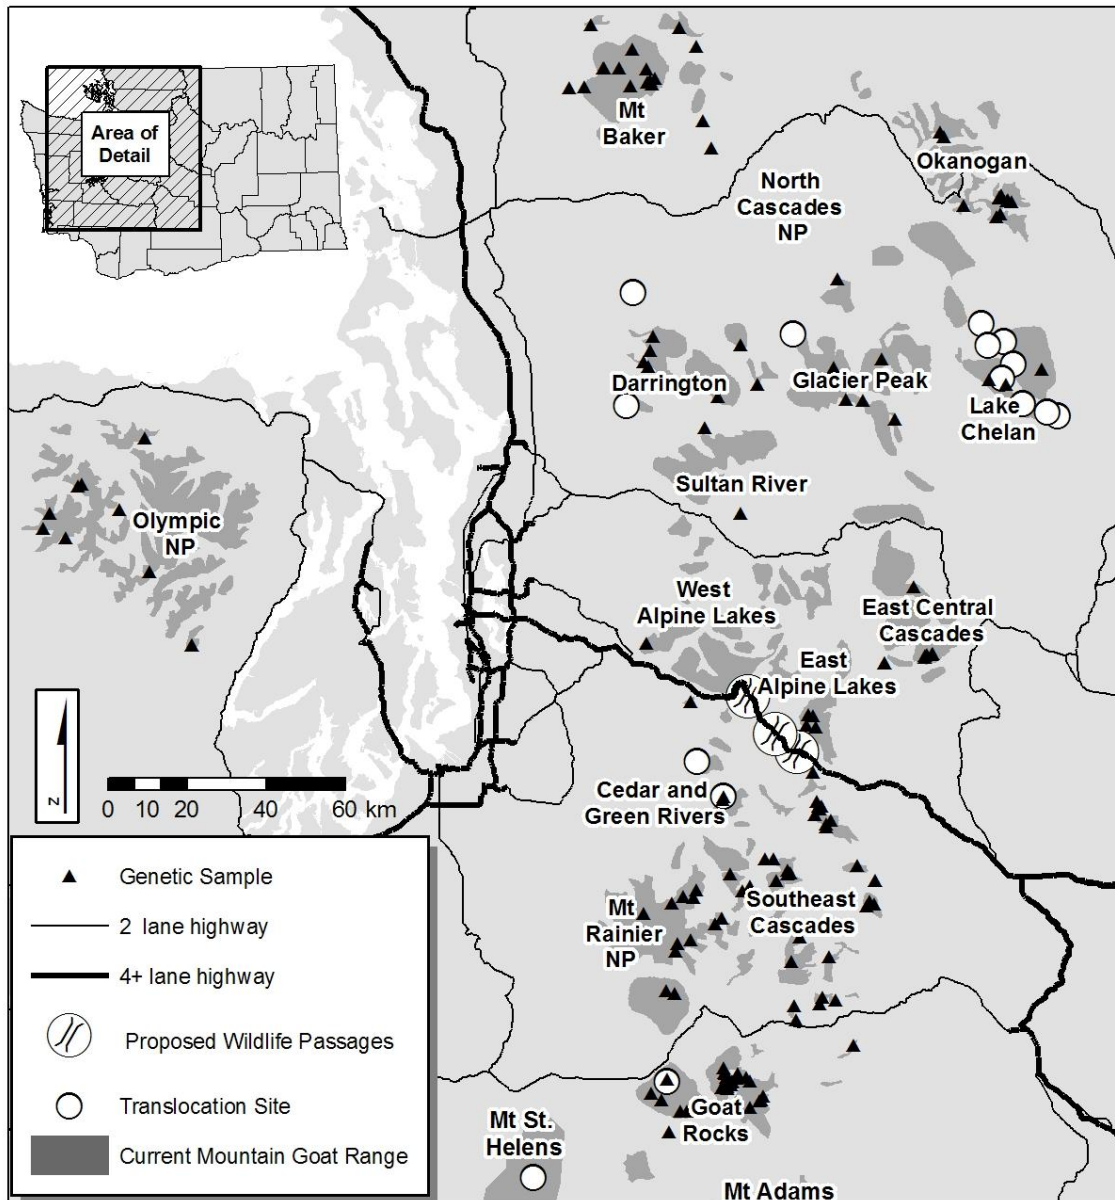 Area of
Detail
Mt
Baker
Okanogan
North
Cascades
NP
Darrington
Glacier Peak
Lake
Chelan
Sultan River
Olympic
NP
West
Alpine Lakes
East Central
Cascades
East
Alpine Lakes
N
0 10 20 40 60 km
Cedar and
Green Rivers
Mt
Rainier
NP
Southeast
Cascades
Goat
Rocks
Mt St.
Helens
Mt Adams
Genetic Sample
2 lane highway
4+ lane highway
Proposed Wildlife Passages
Translocation Site
Current Mountain Goat Range